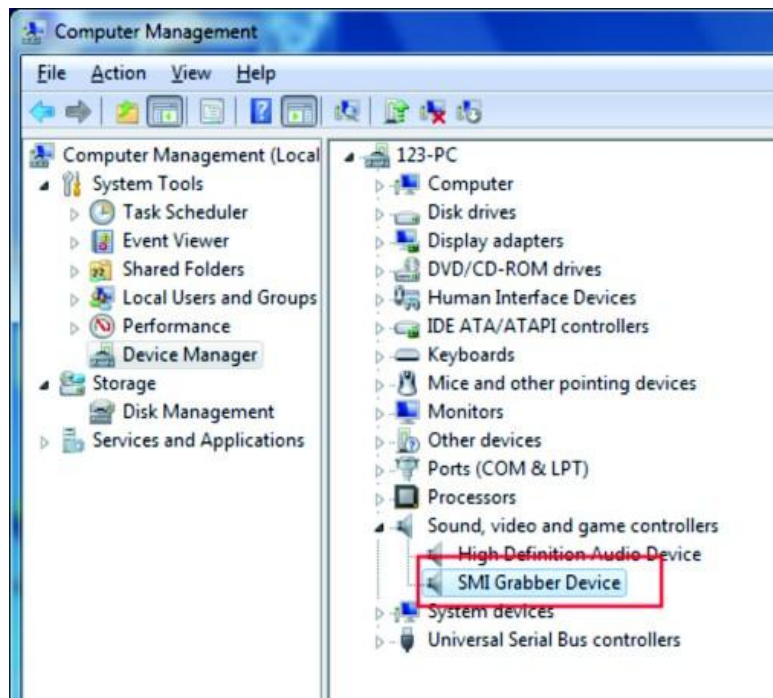 Computer Management
File Action View Help
Computer Management (Local
System Tools
Task Scheduler
Event Viewer
Shared Folders
Local Users and Groups
Performance
Device Manager
Storage
Disk Management
Services and Applications
123-PC
Computer
Disk drives
Display adapters
DVD/CD-ROM drives
Human Interface Devices
IDE ATA/ATAPI controllers
Keyboards
Mice and other pointing devices
Monitors
Other devices
Ports (COM & LPT)
Processors
Sound, video and game controllers
High Definition Audio Device
SMI Grabber Device
System devices
Universal Serial Bus controllers